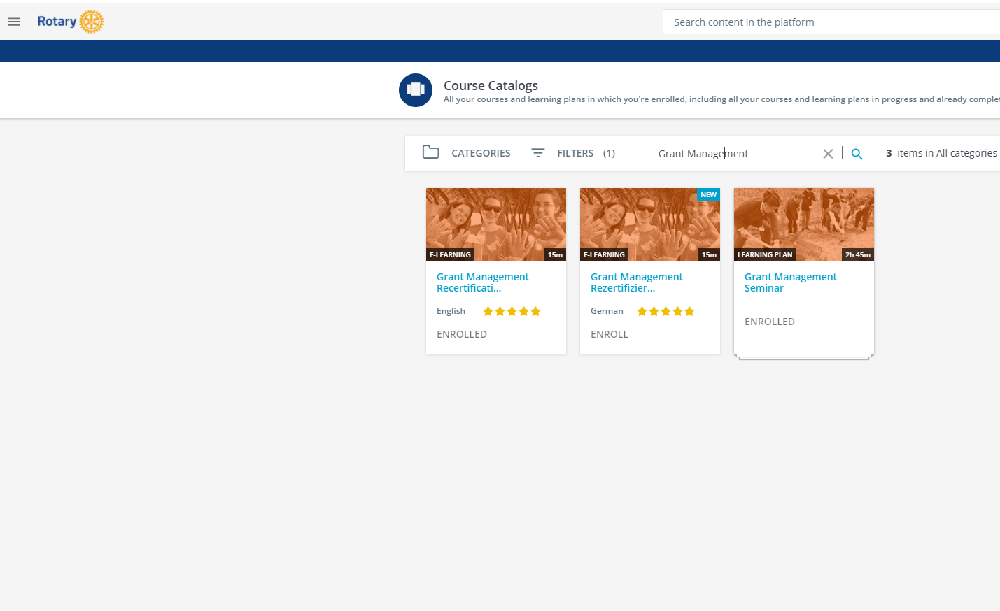 Rotary
Search content in the platform
Course Catalogs
All your courses and learning plans in which you're enrolled, including all your courses and learning plans in progress and already
CATEGORIES
FILTERS (1)
Grant Management
3 items in All categories
NEW
E-LEARNING
15m
E-LEARNING
15m
LEARNING PLAN
2h 45m
Grant Management
Recertificati...
English
ENROLLED
Grant Management
Rezertifizier...
German
ENROLL
Grant Management
Seminar
ENROLLED